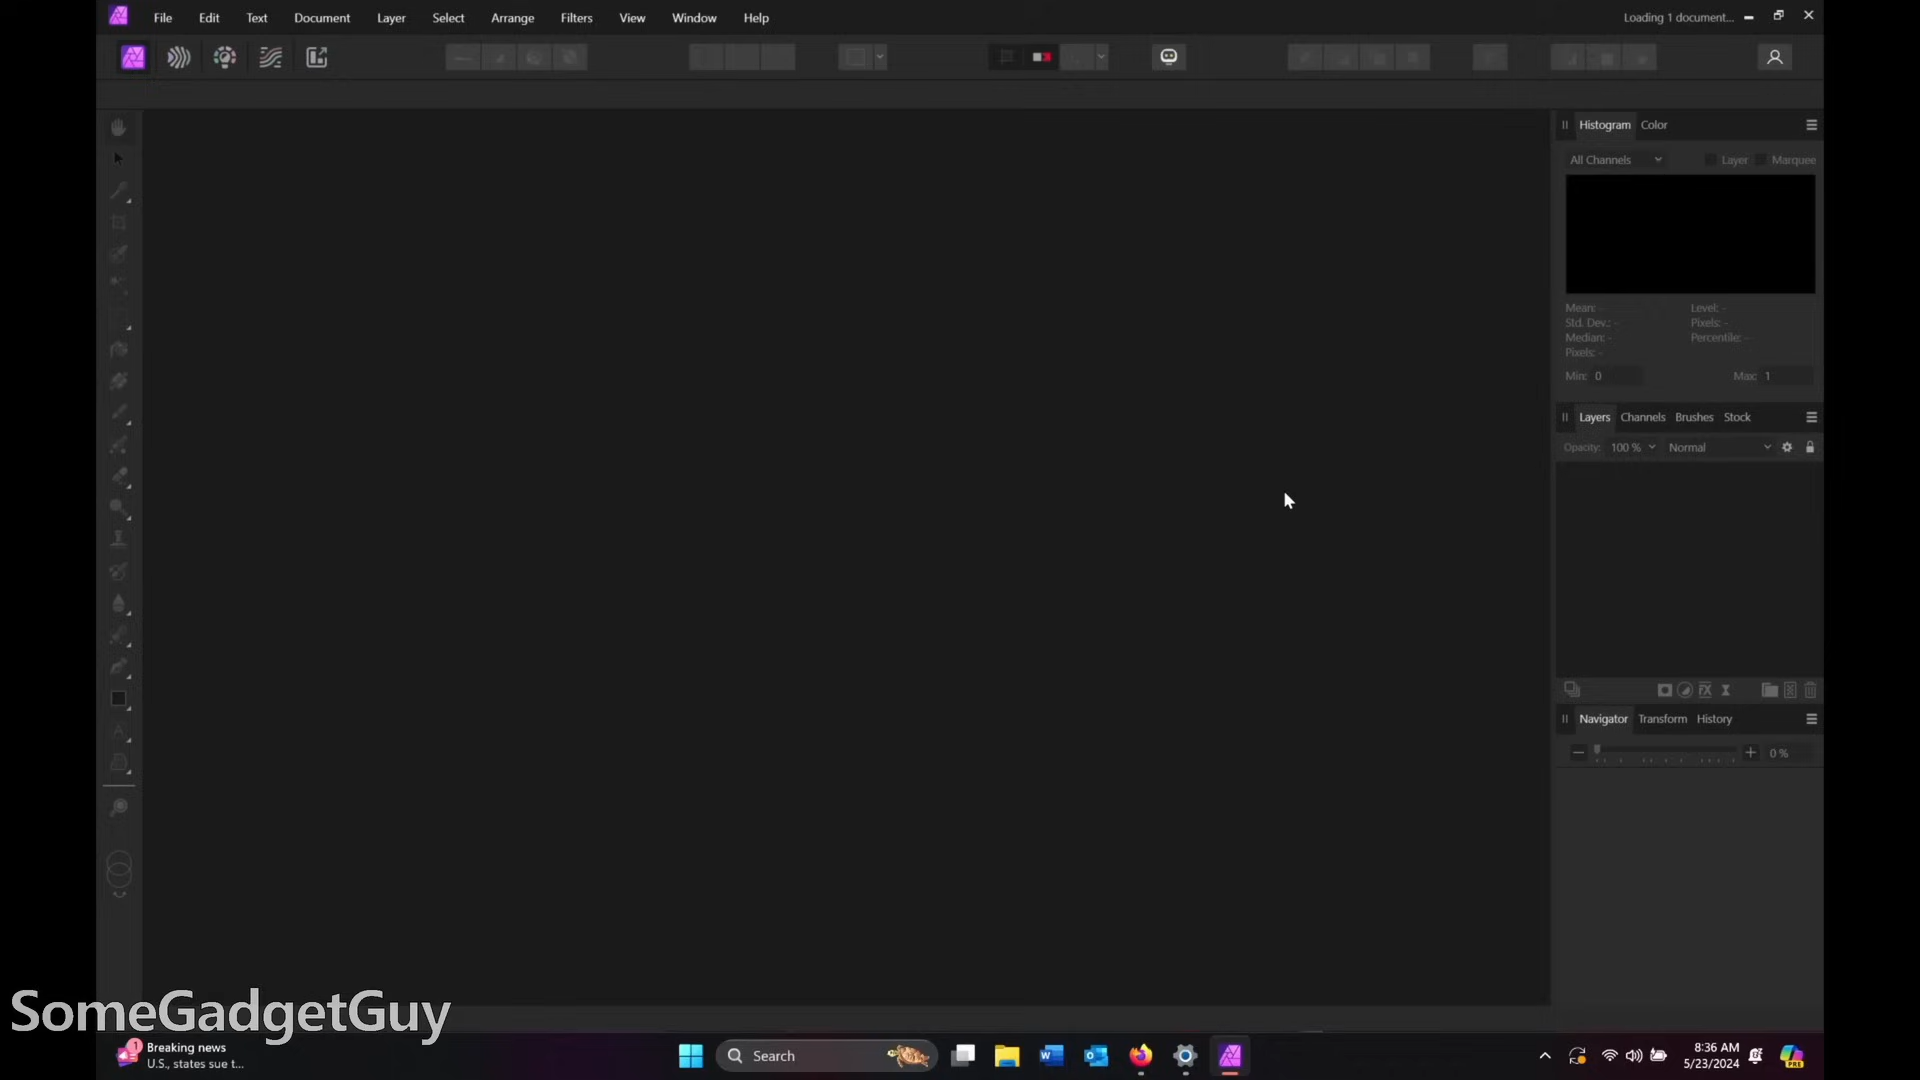 File Edit Text Document Layer Select Arrange Filters View Window Help
Loading 1 document...
Histogram Color
All Channels
Layer Marquee
Mean: - Level: -
Std. Dev.: - Pixels: -
Median: - Percentile: -
Pixels: -
Min: 0 Max: 1
Layers Channels Brushes Stock
Opacity: 100 % Normal
Navigator Transform History
0 %
SomeGadgetGuy
1
Breaking news
U.S., states sue t...
Search
8:36 AM
5/23/2024
PRE